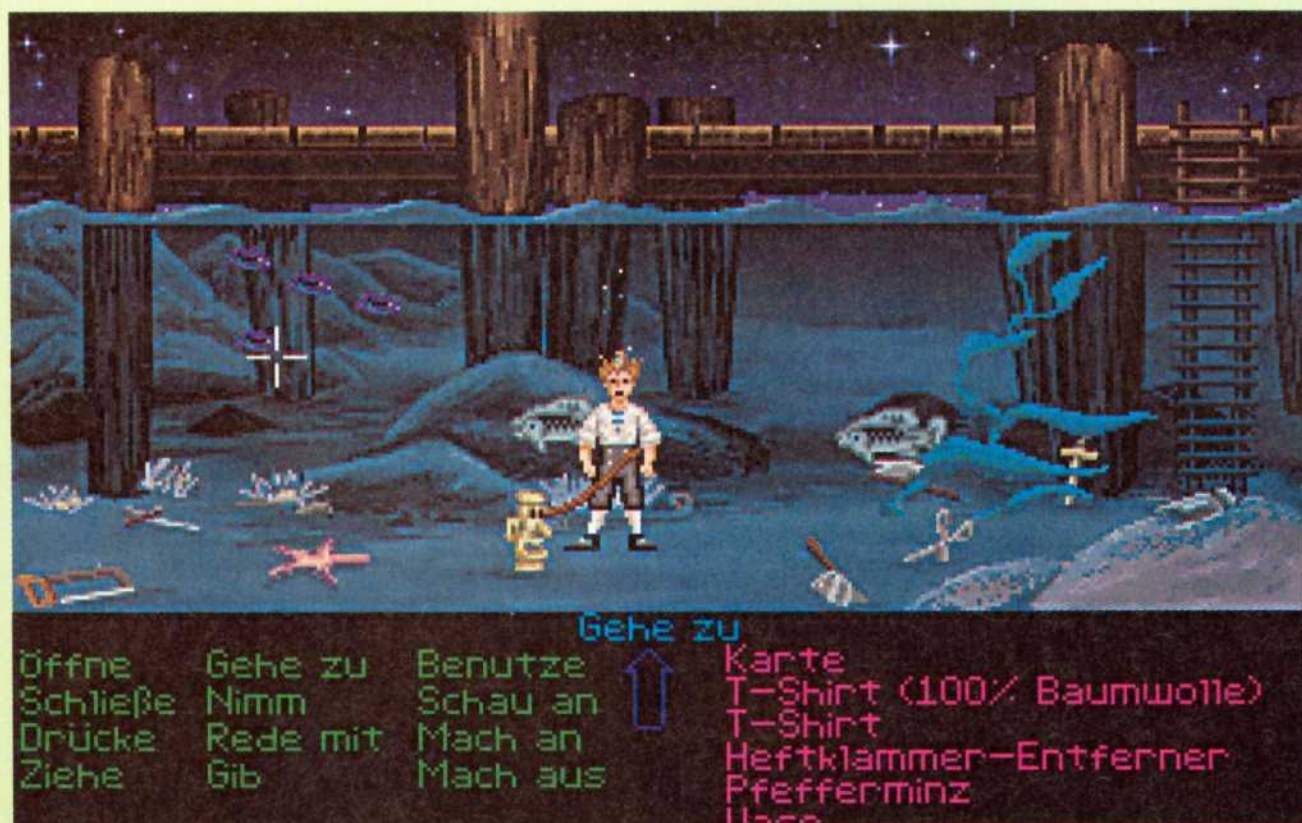 Gehe zu
Öffne Gehe zu Benutze
Schließe Nimm Schau an
Drücke Rede mit Mach an
Ziehe Gib Mach aus
Karte
T-Shirt (100% Baumwolle)
T-Shirt
Heftklammer-Entferner
Pfefferminz